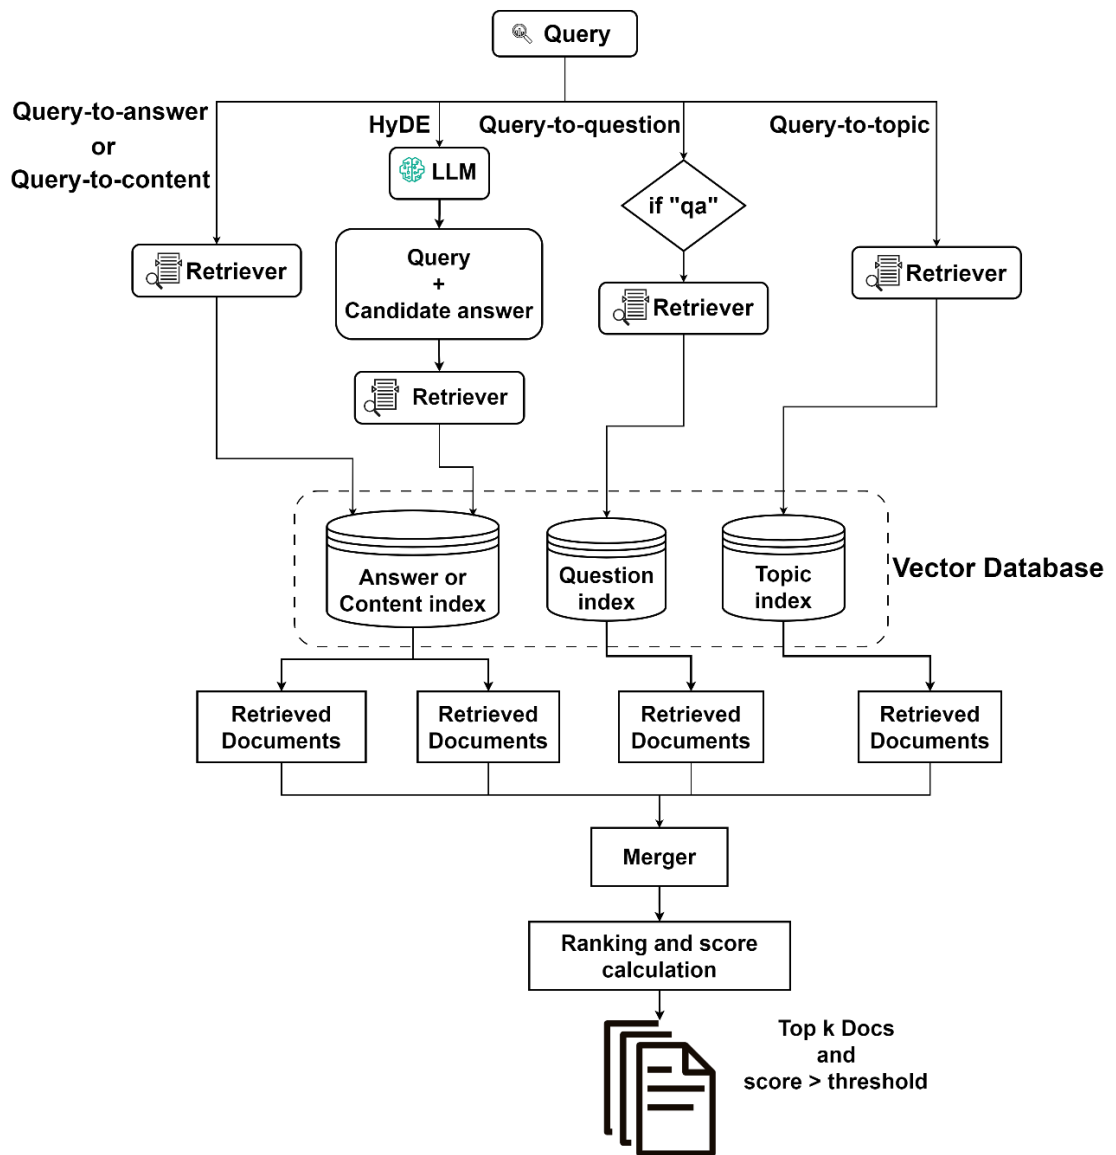 Query
Query-to-answer
or
Query-to-content
HyDE
Query-to-question
Query-to-topic
LLM
if "qa"
Retriever
Query
+
Candidate answer
Retriever
Retriever
Retriever
Answer or
Content index
Question
index
Topic
index
Vector Database
Retrieved
Documents
Retrieved
Documents
Retrieved
Documents
Retrieved
Documents
Merger
Ranking and score
calculation
Top k Docs
and
score > threshold